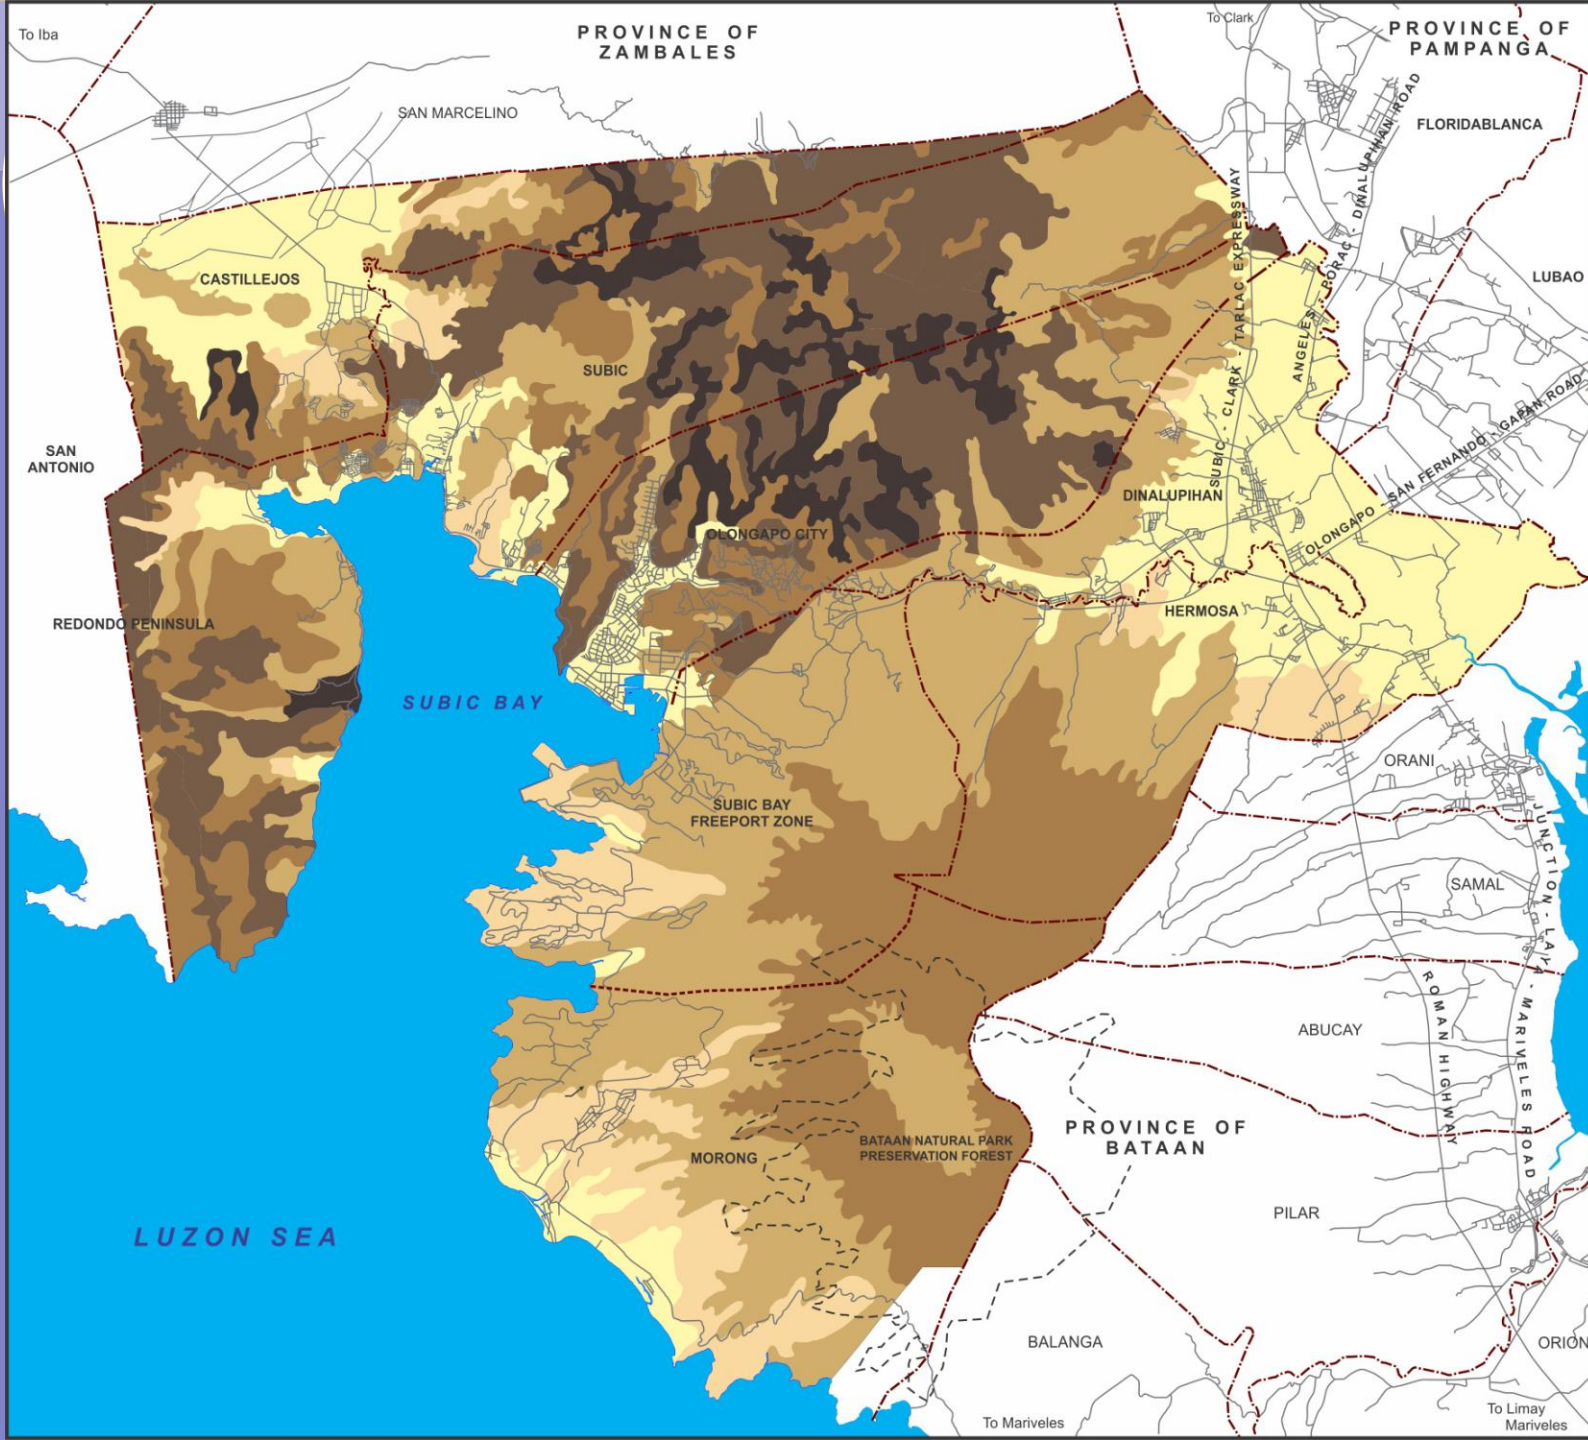 To Iba
PROVINCE OF
ZAMBALES
To Clark
PROVINCE OF
PAMPANGA
SAN MARCELINO
FLORIDABLANCA
CASTILLEJOS
LUBAO
SUBIC - CLARK - TARLAC EXPRESSWAY
ANGELES - PORAC - DINALUPIHAN ROAD
SUBIC
SAN
ANTONIO
DINALUPIHAN
OLONGAPO - SAN FERNANDO - GAPAN ROAD
OLONGAPO CITY
REDONDO PENINSULA
HERMOSA
SUBIC BAY
ORANI
SUBIC BAY
FREEPORT ZONE
SAMAL
JUNCTION - LAYA - MARIVELES ROAD
ROMAN HIGHWAY
ABUCAY
PROVINCE OF
BATAAN
BATAAN NATURAL PARK
PRESERVATION FOREST
MORONG
PILAR
LUZON SEA
BALANGA
ORION
To Mariveles
To Limay
Mariveles